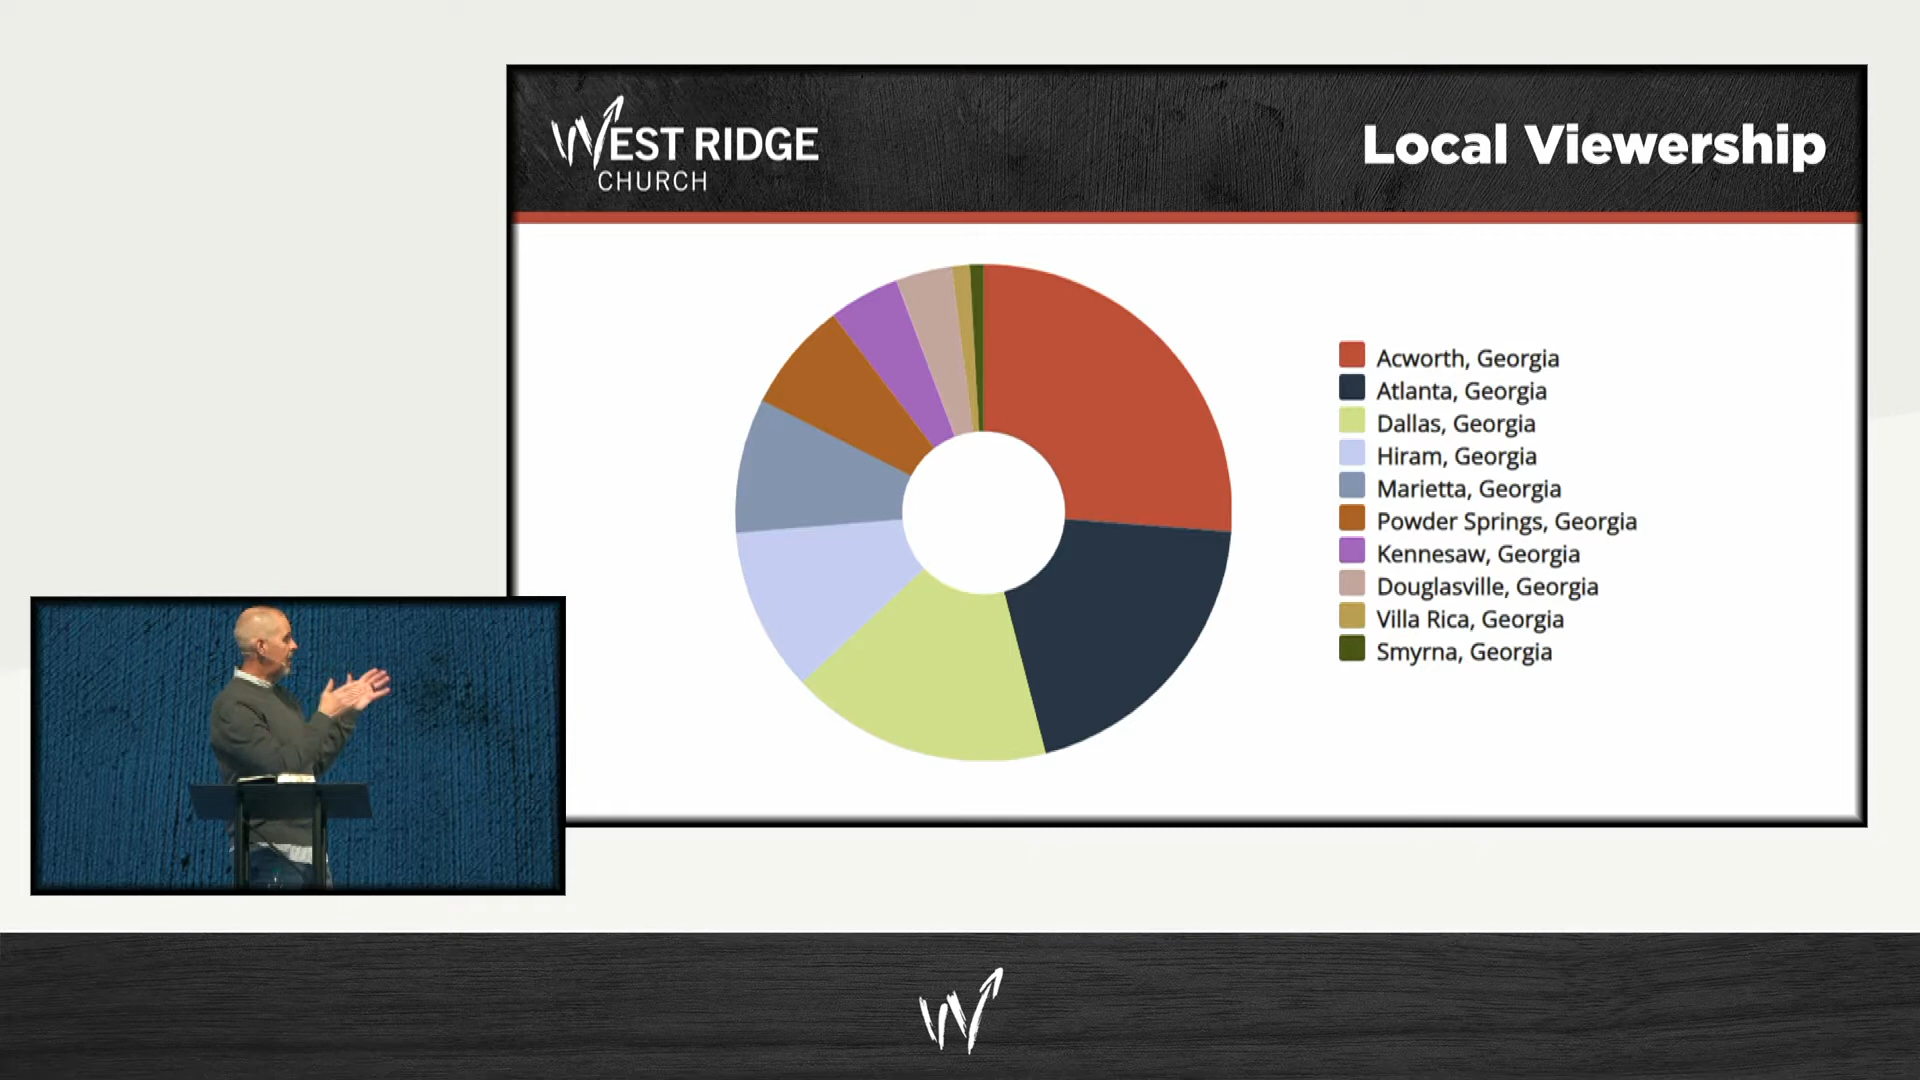 WEST RIDGE
CHURCH
Local Viewership
Acworth, Georgia
Atlanta, Georgia
Dallas, Georgia
Hiram, Georgia
Marietta, Georgia
Powder Springs, Georgia
Kennesaw, Georgia
Douglasville, Georgia
Villa Rica, Georgia
Smyrna, Georgia
W